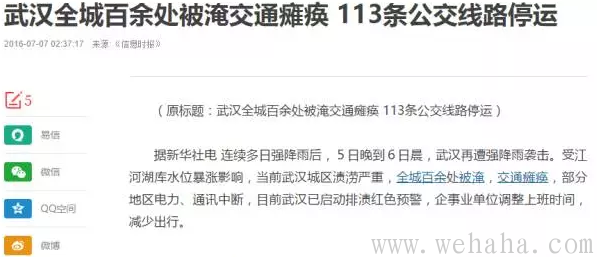 武汉全城百余处被淹交通瘫痪 113条公交线路停运
2016-07-07 02:37:17 来源 《信息时报》
5
易信
微信
QQ空间
微博
（原标题：武汉全城百余处被淹交通瘫痪 113条公交线路停运）
据新华社电 连续多日强降雨后，5日晚到6日晨，武汉再遭强降雨袭击。受江
河湖库水位暴涨影响，当前武汉城区渍涝严重，全城百余处被淹，交通瘫痪，部分
地区电力、通讯中断，目前武汉已启动排渍红色预警，企事业单位调整上班时间，
减少出行。
www.wehaha.com